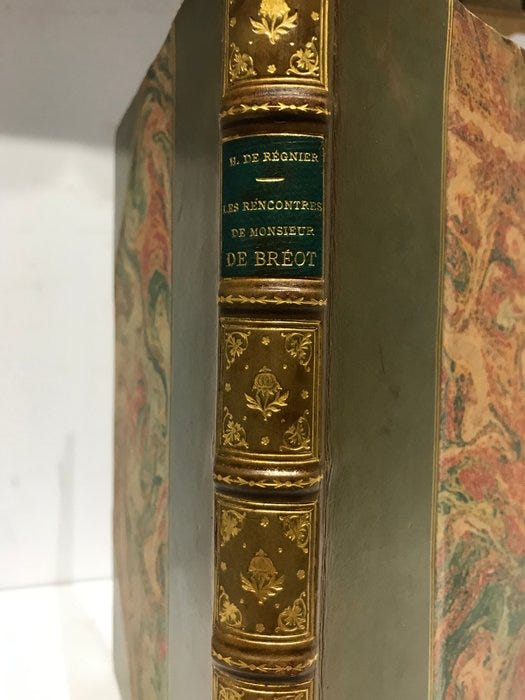 H. DE RÉGNIER
LES RENCONTRES
DE MONSIEUR
DE BRÉOT